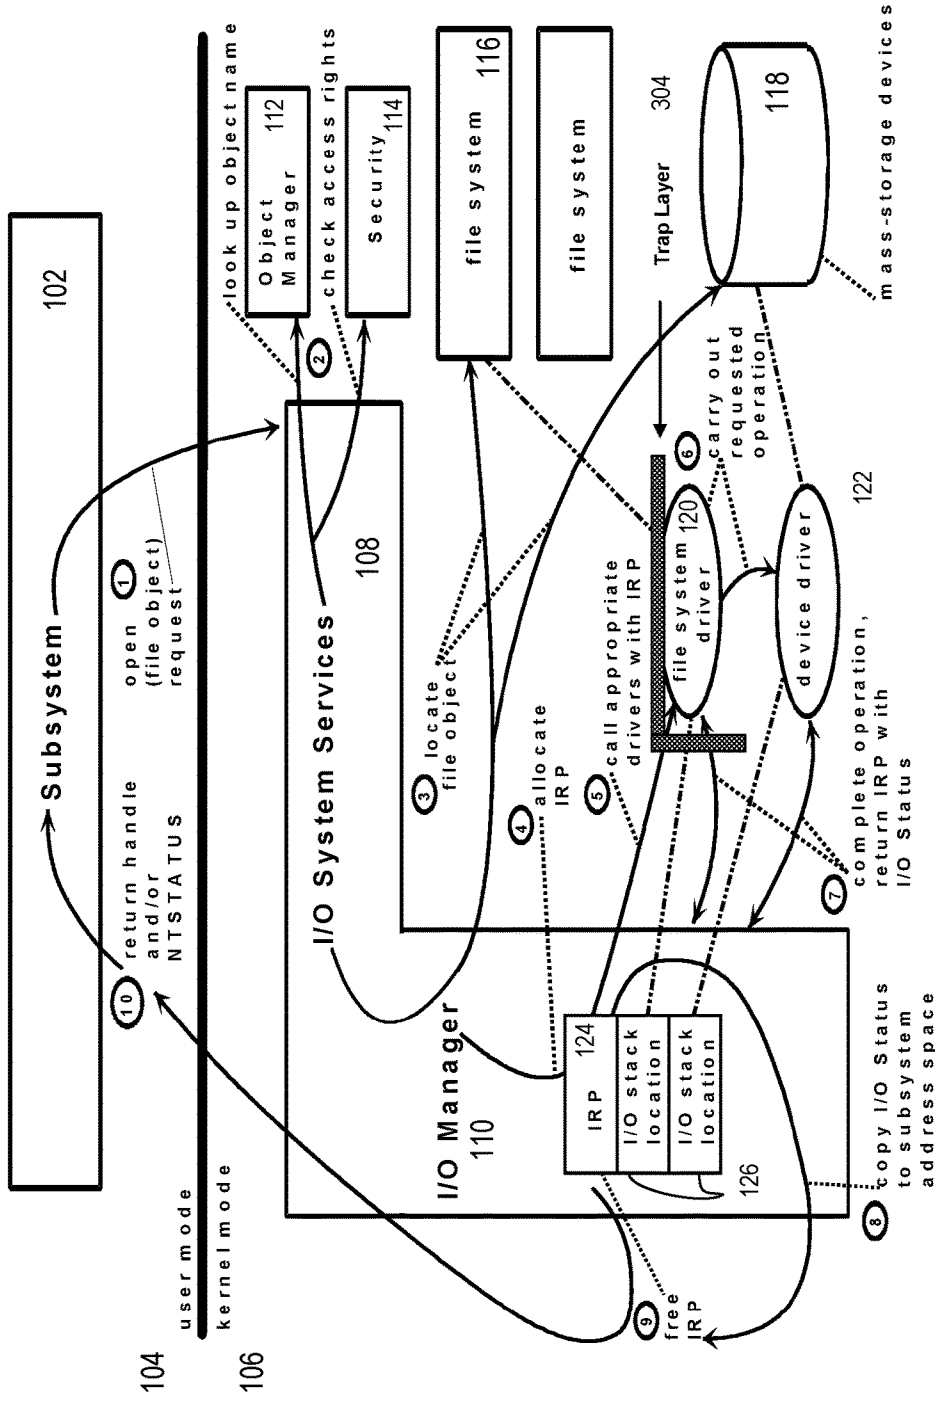 Subsystem
102
1
open
(file object)
request
10
return handle
and/or
NTSTATUS
user mode
kernel mode
104
106
look up object name
Object
Manager
112
2
check access rights
Security
114
I/O System Services
108
3
locate
file object
file system
116
file system
118
mass-storage devices
Trap Layer
304
I/O Manager
110
4
allocate
IRP
5
call appropriate
drivers with IRP
6
carry out
requested
operation
file system
driver
120
device driver
122
IRP
124
I/O stack
location
I/O stack
location
126
7
complete operation,
return IRP with
I/O Status
8
copy I/O Status
to subsystem
address space
9
free
IRP